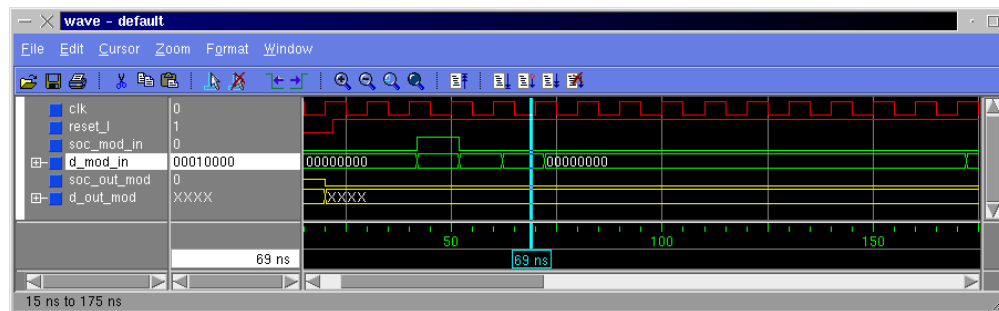 wave - default
File Edit Cursor Zoom Format Window
clk 0
reset_l 1
soc_mod_in 0
d_mod_in 00010000 00000000 00000000
soc_out_mod 0
d_out_mod XXXX XXXX
50 100 150
69 ns 69 ns
15 ns to 175 ns